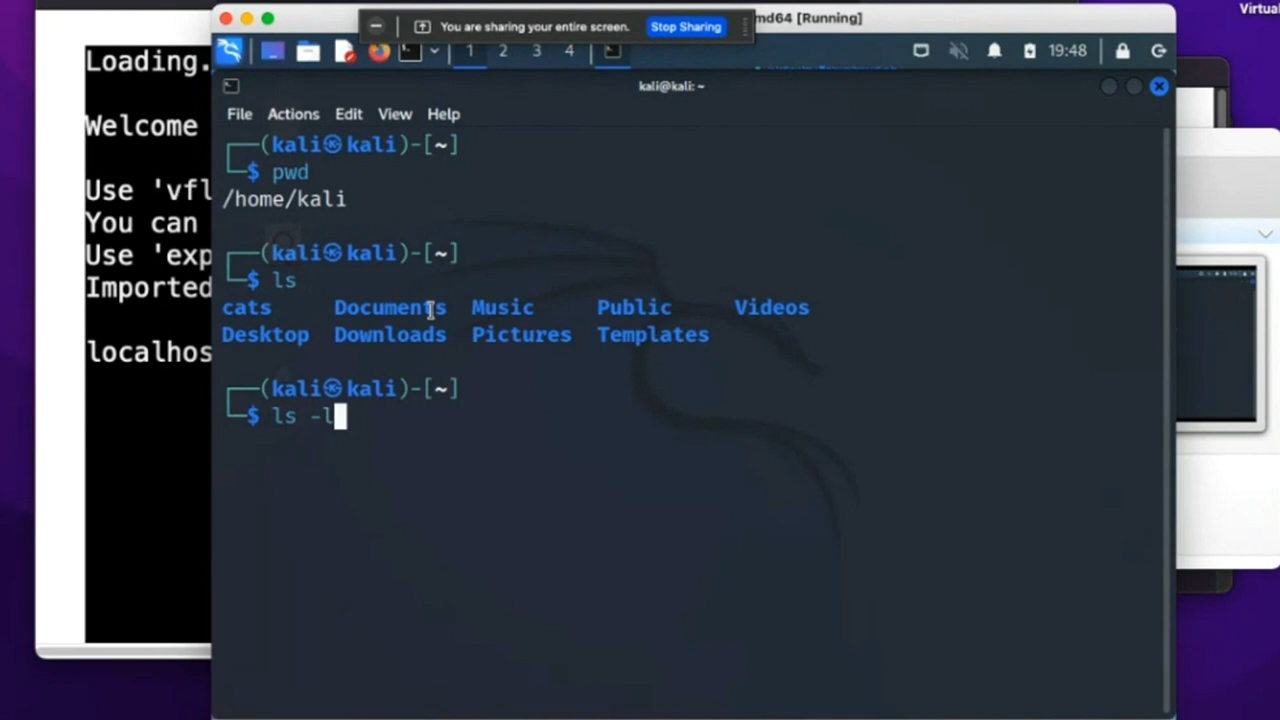 Virtual
md64 [Running]
You are sharing your entire screen. Stop Sharing
1 2 3 4 19:48
kali@kali: ~
File Actions Edit View Help
Loading.
Welcome
Use 'vfl
You can
Use 'exp
Imported
localhos
┌──(kali㉿kali)-[~]
└─$ pwd
/home/kali
┌──(kali㉿kali)-[~]
└─$ ls
cats Documents Music Public Videos
Desktop Downloads Pictures Templates
┌──(kali㉿kali)-[~]
└─$ ls -l